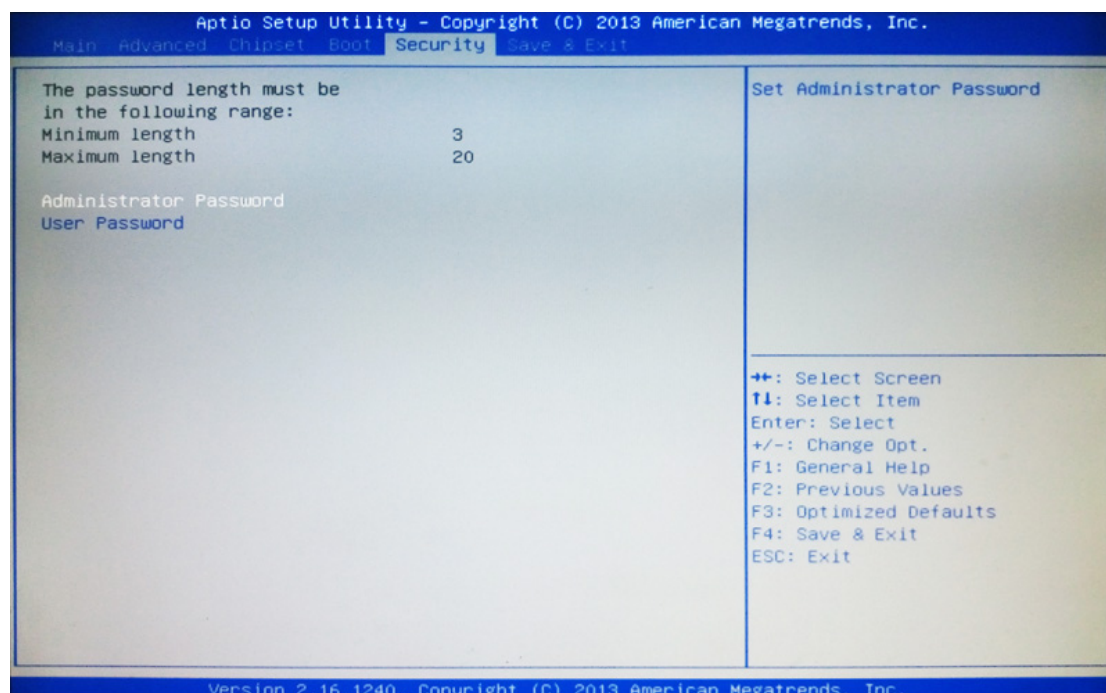 Aptio Setup Utility – Copyright (C) 2013 American Megatrends, Inc.
Main Advanced Chipset Boot Security Save & Exit
The password length must be
in the following range:
Minimum length 3
Maximum length 20
Administrator Password
User Password
Set Administrator Password
→←: Select Screen
↑↓: Select Item
Enter: Select
+/-: Change Opt.
F1: General Help
F2: Previous Values
F3: Optimized Defaults
F4: Save & Exit
ESC: Exit
Version 2.16.1240. Copyright (C) 2013 American Megatrends, Inc.